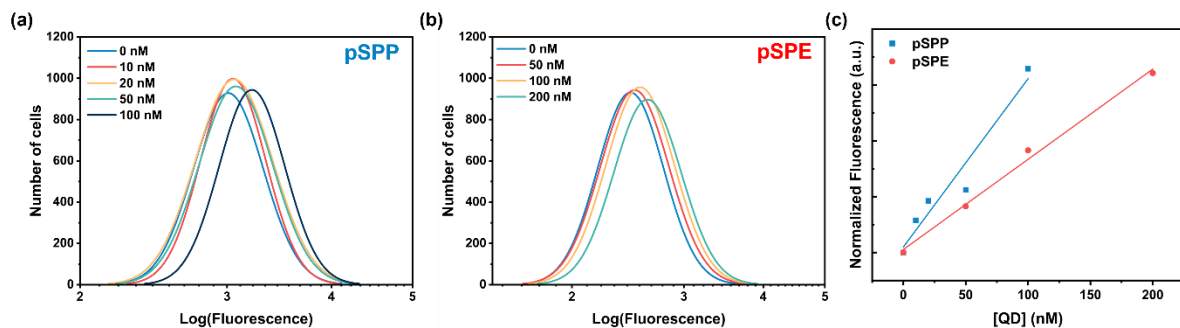 (a)
pSPP
0 nM
10 nM
20 nM
50 nM
100 nM
1200
1000
800
600
400
200
0
Number of cells
2
3
4
5
Log(Fluorescence)
(b)
pSPE
0 nM
50 nM
100 nM
200 nM
1200
1000
800
600
400
200
0
Number of cells
2
3
4
5
Log(Fluorescence)
(c)
pSPP
pSPE
Normalized Fluorescence (a.u.)
0
50
100
150
200
[QD] (nM)